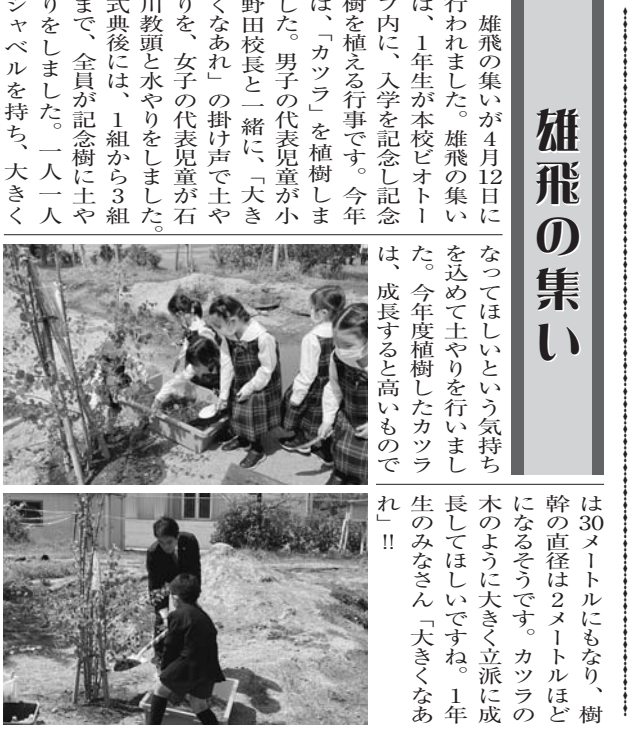 雄飛の集い
雄飛の集いが4月12日に
行われました。雄飛の集い
は、1年生が本校ビオトー
プ内に、入学を記念し記念
樹を植える行事です。今年
は、「カツラ」を植樹しま
した。男子の代表児童が小
野田校長と一緒に、「大き
くなあれ」の掛け声で土や
りを、女子の代表児童が石
川教頭と水やりをしました。
式典後には、1組から3組
まで、全員が記念樹に土や
りをしました。一人一人
シャベルを持ち、大きく
なってほしいという気持ち
を込めて土やりを行いまし
た。今年度植樹したカツラ
は、成長すると高いもので
は30メートルにもなり、樹
幹の直径は2メートルほど
になるそうです。カツラの
木のように大きく立派に成
長してほしいですね。1年
生のみなさん「大きくなあ
れ」!!